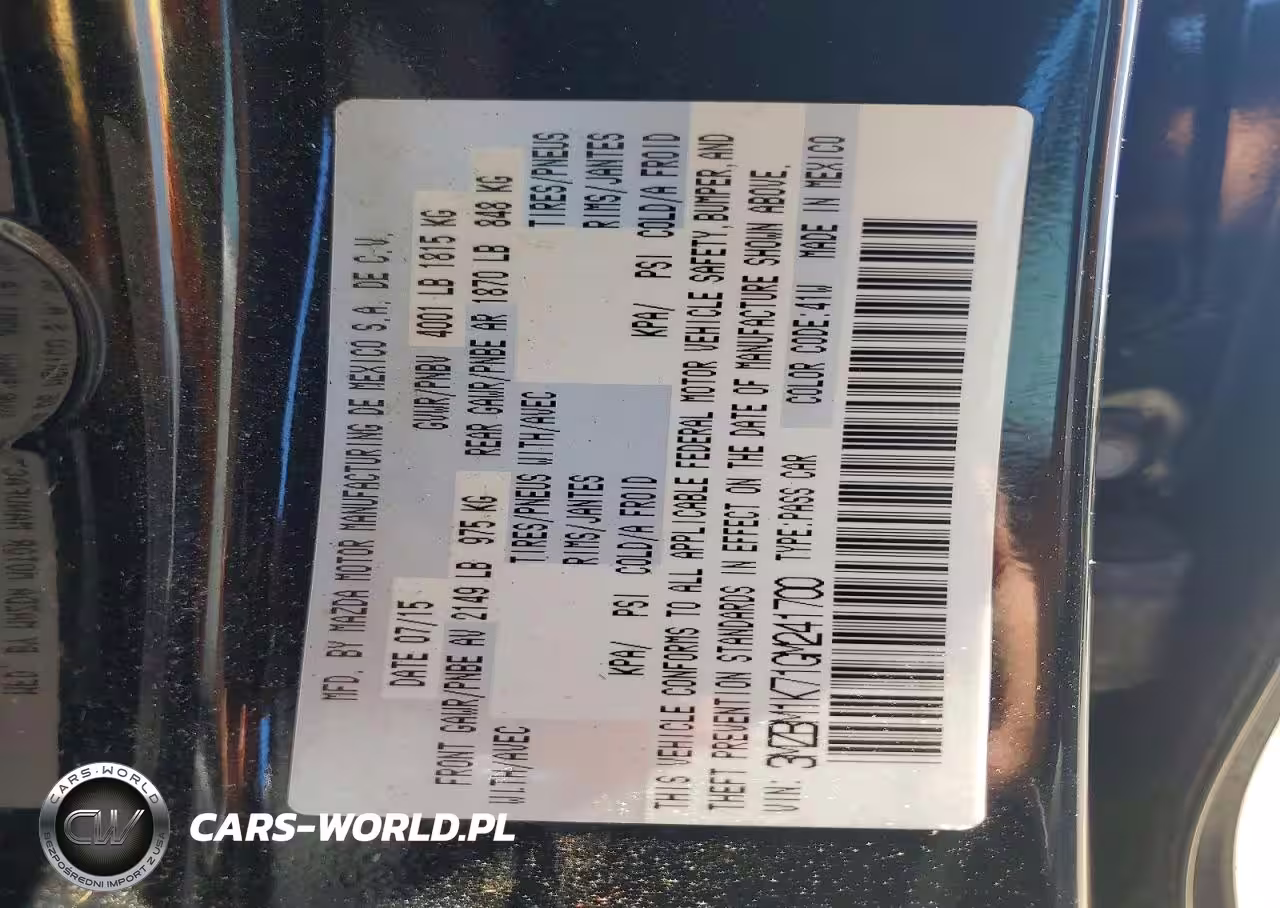 MFD. BY MAZDA MOTOR MANUFACTURING DE MEXICO S.A. DE C.V.
DATE 07/15 GVWR/PNBV 4001 LB 1815 KG
FRONT GAWR/PNBE AV 2149 LB 975 KG REAR GAWR/PNBE AR 1870 LB 848 KG
WITH/AVEC TIRES/PNEUS WITH/AVEC TIRES/PNEUS
RIMS/JANTES RIMS/JANTES
KPA/ PSI COLD/A FROID KPA/ PSI COLD/A FROID
THIS VEHICLE CONFORMS TO ALL APPLICABLE FEDERAL MOTOR VEHICLE SAFETY, BUMPER, AND
THEFT PREVENTION STANDARDS IN EFFECT ON THE DATE OF MANUFACTURE SHOWN ABOVE.
VIN: 3MZBM1K71GM241700 TYPE:PASS CAR COLOR CODE:41W MADE IN MEXICO
CARS-WORLD
CW
BEZPOŚREDNI IMPORT Z USA
CARS-WORLD.PL